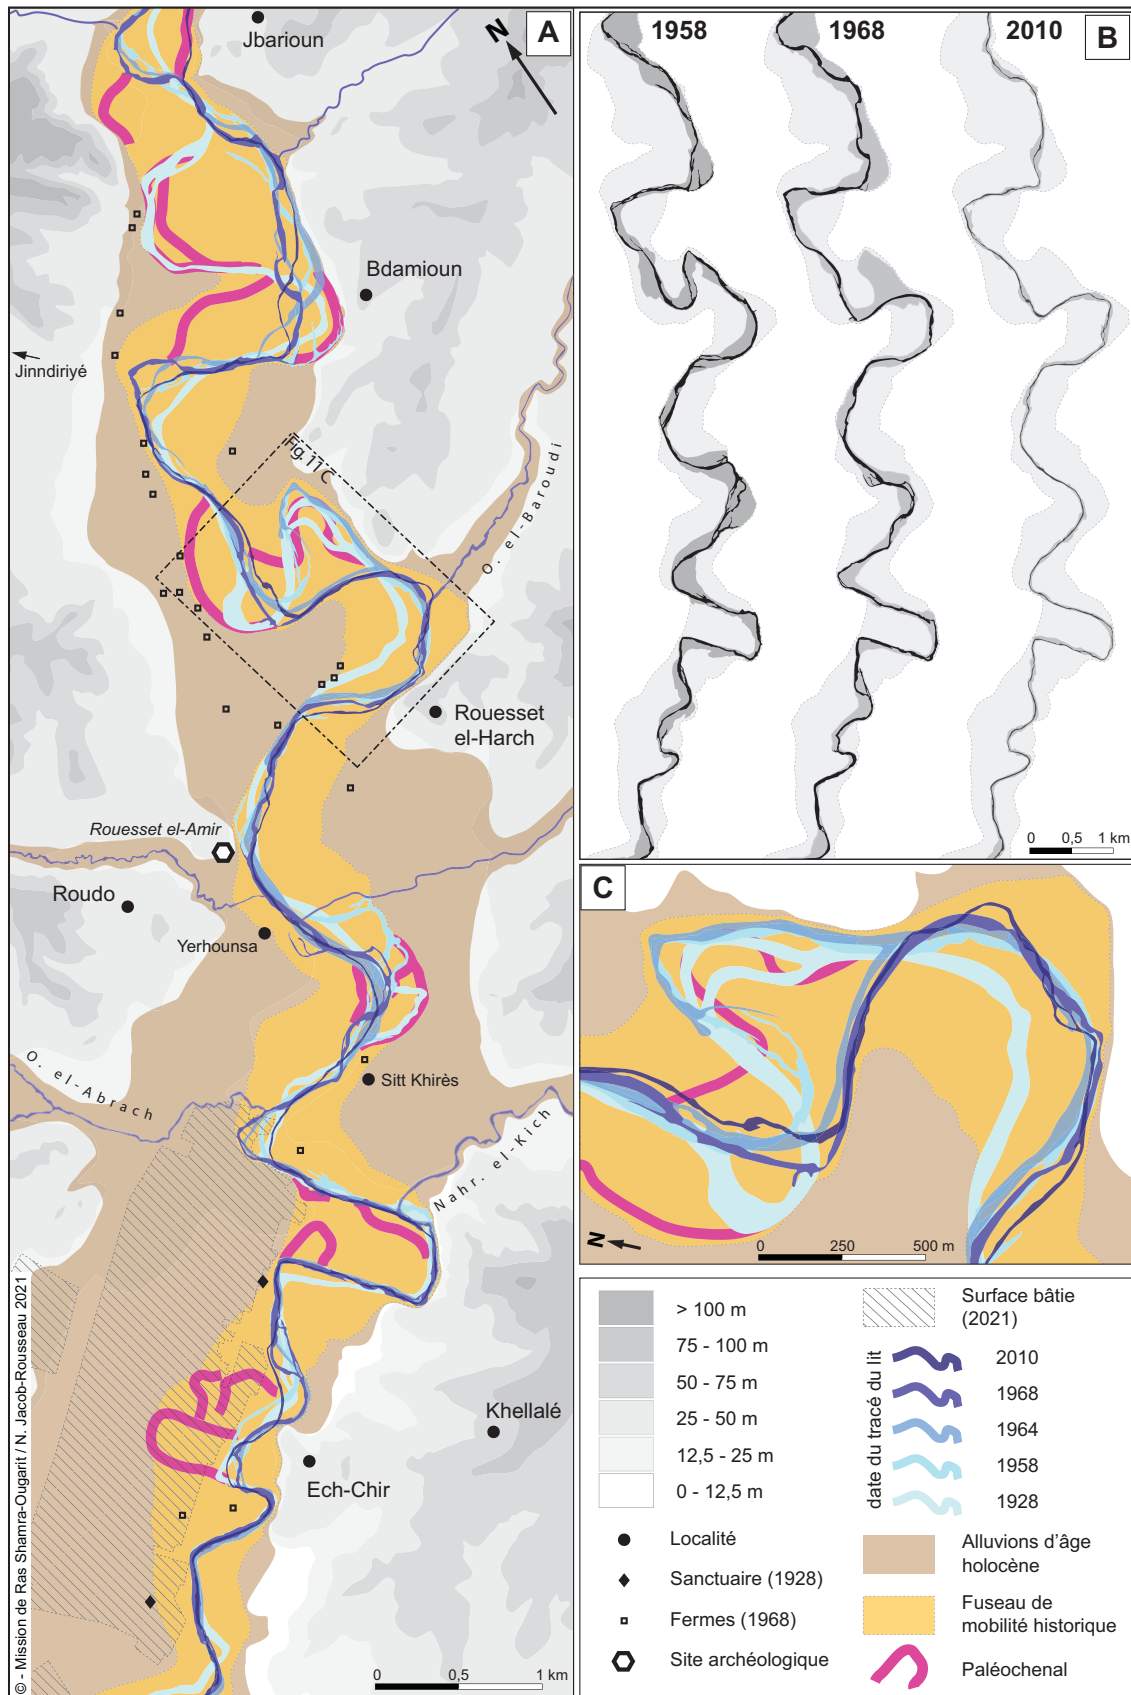 A
N
Jbarioun
Bdamioun
Jinndiriyé
Fig.11C
O. el-Baroudi
Rouesset
el-Harch
Rouesset el-Amir
Roudo
Yerhounsa
Sitt Khirès
O. el-Abrach
Nahr. el-Kich
Khellalé
Ech-Chir
0 0,5 1 km
© - Mission de Ras Shamra-Ougarit / N. Jacob-Rousseau 2021
1958 1968 2010 B
0 0,5 1 km
C
N
0 250 500 m
> 100 m
75 - 100 m
50 - 75 m
25 - 50 m
12,5 - 25 m
0 - 12,5 m
Localité
Sanctuaire (1928)
Fermes (1968)
Site archéologique
Surface bâtie
(2021)
date du tracé du lit
2010
1968
1964
1958
1928
Alluvions d'âge
holocène
Fuseau de
mobilité historique
Paléochenal